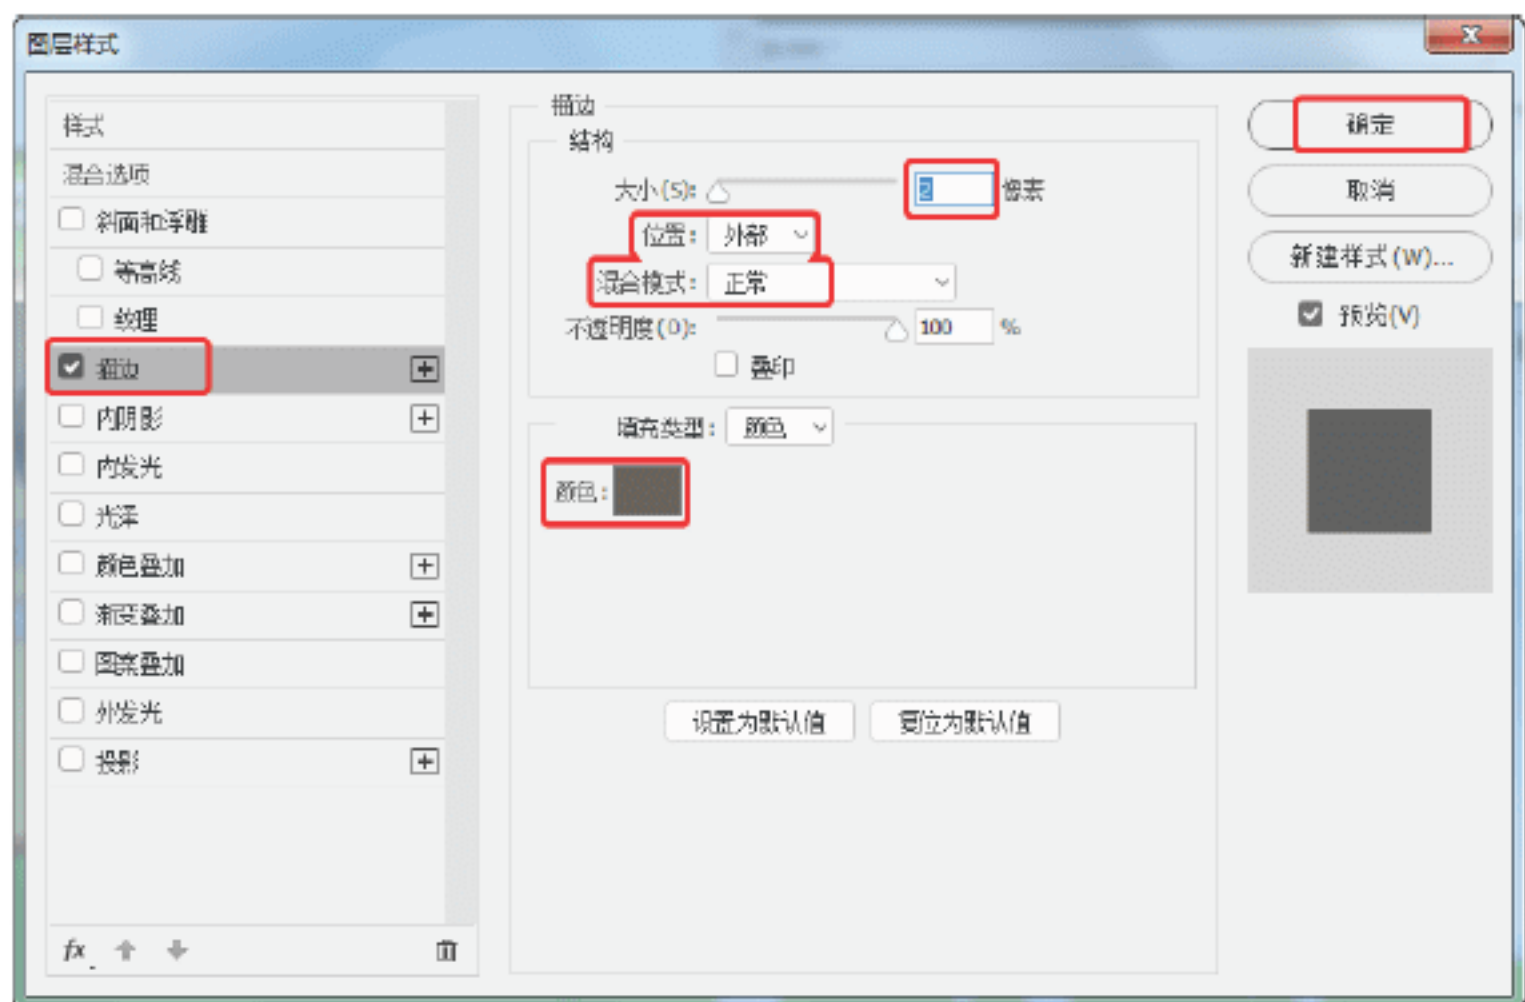 图层样式
样式
混合选项
斜面和浮雕
等高线
纹理
描边
内阴影
内发光
光泽
颜色叠加
渐变叠加
图案叠加
外发光
投影
fx
描边
结构
大小(S): 2 像素
位置: 外部
混合模式: 正常
不透明度(O): 100 %
叠印
填充类型: 颜色
颜色:
设置为默认值 复位为默认值
确定
取消
新建样式(W)...
预览(V)